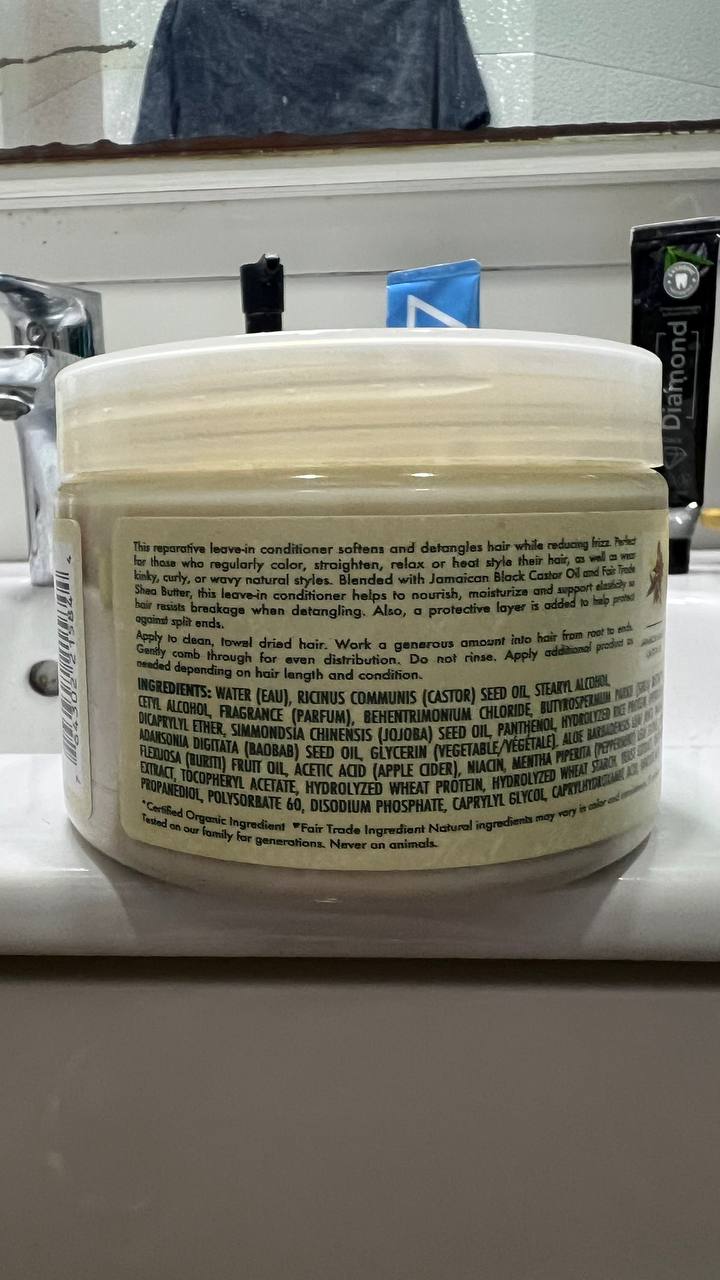 Diamond
This reparative leave-in conditioner softens and detangles hair while reducing frizz. Perfect
for those who regularly color, straighten, relax or heat style their hair, as well as wear
kinky, curly, or wavy natural styles. Blended with Jamaican Black Castor Oil and Fair Trade
Shea Butter, this leave-in conditioner helps to nourish, moisturize and support elasticity so
hair resists breakage when detangling. Also, a protective layer is added to help protect
against split ends.
Apply to clean, towel dried hair. Work a generous amount into hair from root to ends.
Gently comb through for even distribution. Do not rinse. Apply additional product as
needed depending on hair length and condition.
INGREDIENTS: WATER (EAU), RICINUS COMMUNIS (CASTOR) SEED OIL, STEARYL ALCOHOL,
CETYL ALCOHOL, FRAGRANCE (PARFUM), BEHENTRIMONIUM CHLORIDE, BUTYROSPERMUM PARKII
DICAPRYLYL ETHER, SIMMONDSIA CHINENSIS (JOJOBA) SEED OIL, PANTHENOL, HYDROLYZED RICE PROTEIN,
ADANSONIA DIGITATA (BAOBAB) SEED OIL, GLYCERIN (VEGETABLE/VÉGÉTALE), ALOE BARBADENSIS LEAF
FLEXUOSA (BURITI) FRUIT OIL, ACETIC ACID (APPLE CIDER), NIACIN, MENTHA PIPERITA (PEPPERMINT)
EXTRACT, TOCOPHERYL ACETATE, HYDROLYZED WHEAT PROTEIN, HYDROLYZED WHEAT STARCH, YEAST
PROPANEDIOL, POLYSORBATE 60, DISODIUM PHOSPHATE, CAPRYLYL GLYCOL, CAPRYLHYDROXAMIC ACID,
*Certified Organic Ingredient ♥Fair Trade Ingredient Natural ingredients may vary in color and
Tested on our family for generations. Never on animals.